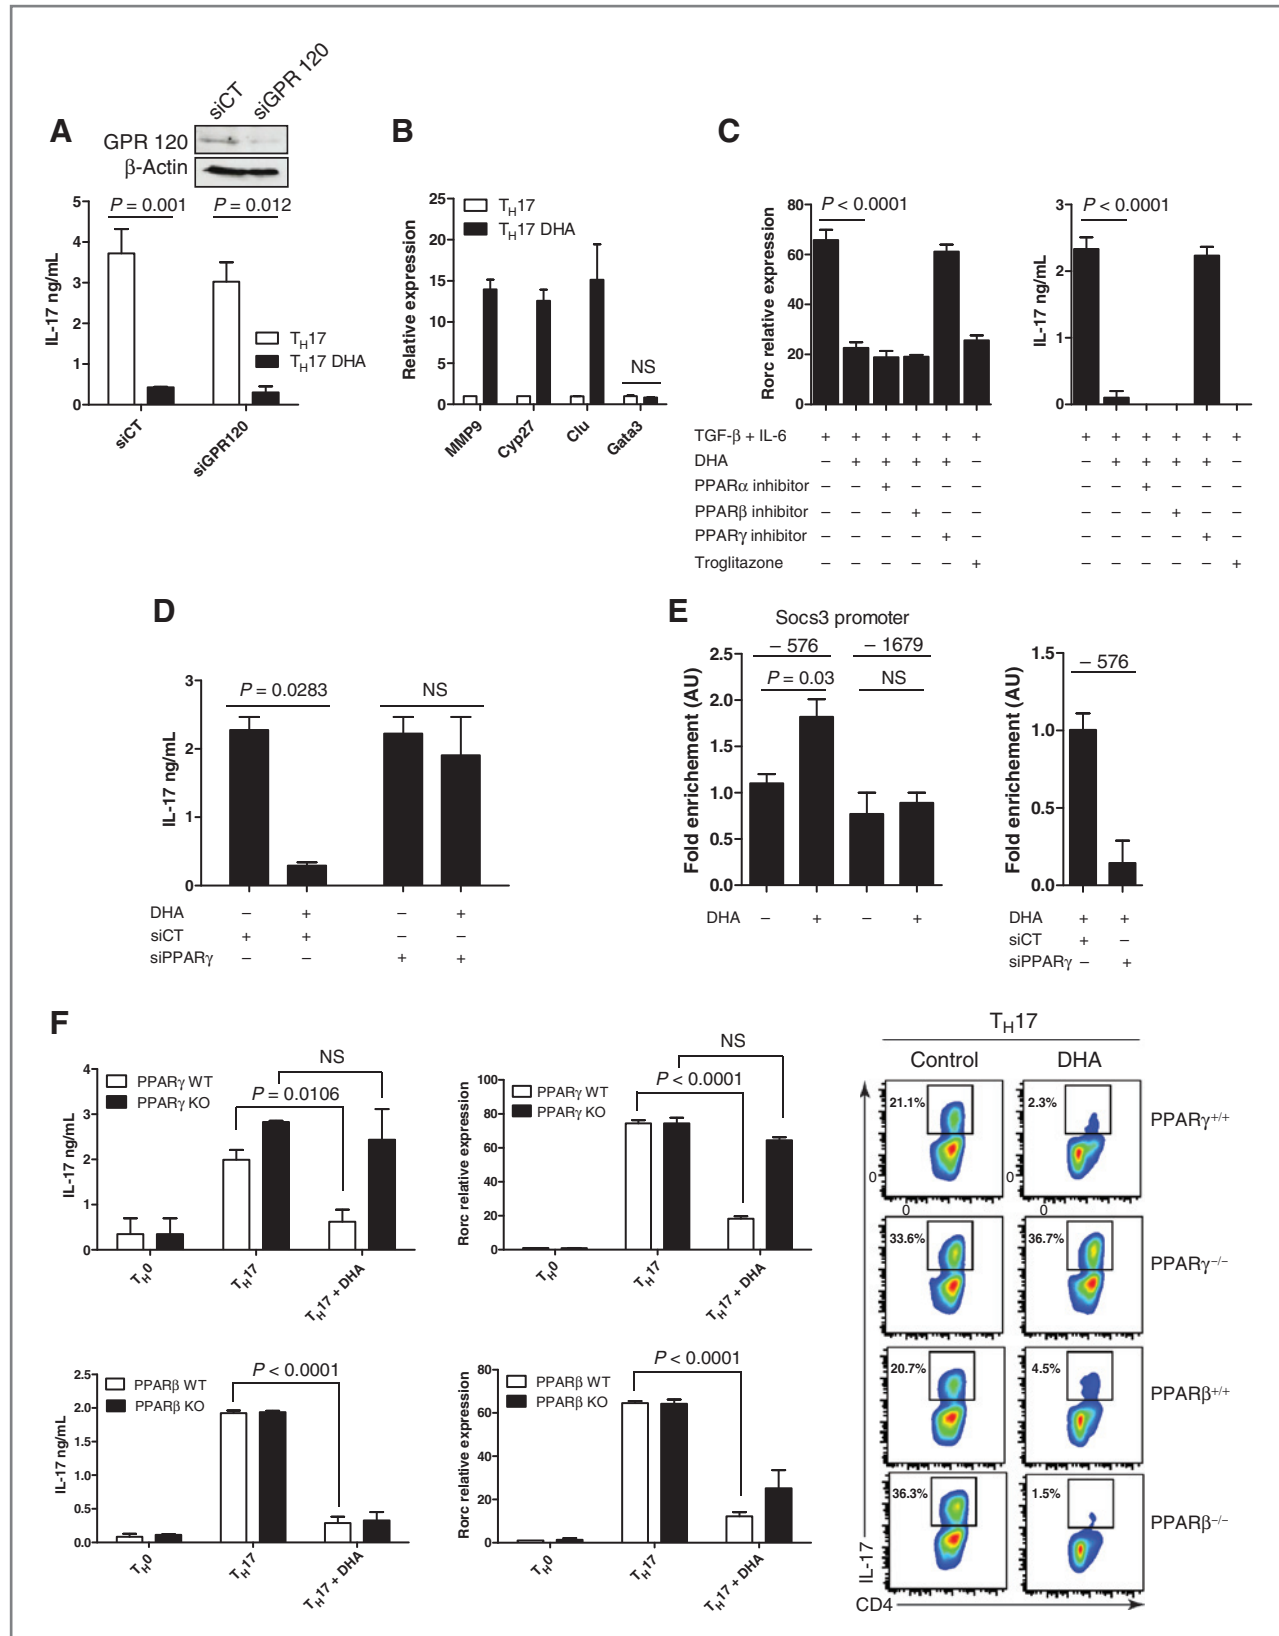 A
siCT
siGPR 120
GPR 120
β-Actin
P = 0.001
P = 0.012
5
4
3
2
1
0
IL-17 ng/mL
TH17
TH17 DHA
siCT
siGPR120
B
25
20
15
10
5
0
Relative expression
TH17
TH17 DHA
NS
MMP9
Cyp27
Clu
Gata3
C
80
60
40
20
0
Rorc relative expression
P < 0.0001
3
2
1
0
IL-17 ng/mL
P < 0.0001
TGF-β + IL-6 + + + + + + + + + + + +
DHA – + + + + – – + + + + –
PPARα inhibitor – – + – – – – – + – – –
PPARβ inhibitor – – – + – – – – – + – –
PPARγ inhibitor – – – – + – – – – – + –
Troglitazone – – – – – + – – – – – +
D
3
2
1
0
IL-17 ng/mL
P = 0.0283
NS
DHA – + – +
siCT + + – –
siPPARγ – – + +
E
Socs3 promoter
– 576
– 1679
P = 0.03
NS
2.5
2.0
1.5
1.0
0.5
0.0
Fold enrichement (AU)
DHA – + – +
1.5
1.0
0.5
0.0
Fold enrichement (AU)
– 576
DHA + +
siCT + –
siPPARγ – +
F
4
3
2
1
0
IL-17 ng/mL
PPARγ WT
PPARγ KO
NS
P = 0.0106
TH0
TH17
TH17 + DHA
100
80
60
40
20
0
Rorc relative expression
PPARγ WT
PPARγ KO
NS
P < 0.0001
TH0
TH17
TH17 + DHA
2.5
2.0
1.5
1.0
0.5
0.0
IL-17 ng/mL
PPARβ WT
PPARβ KO
P < 0.0001
TH0
TH17
TH17 + DHA
80
60
40
20
0
Rorc relative expression
PPARβ WT
PPARβ KO
P < 0.0001
TH0
TH17
TH17 + DHA
TH17
Control
DHA
21.1%
2.3%
PPARγ+/+
0
0
0
0
33.6%
36.7%
PPARγ–/–
20.7%
4.5%
PPARβ+/+
36.3%
1.5%
PPARβ–/–
IL-17
CD4